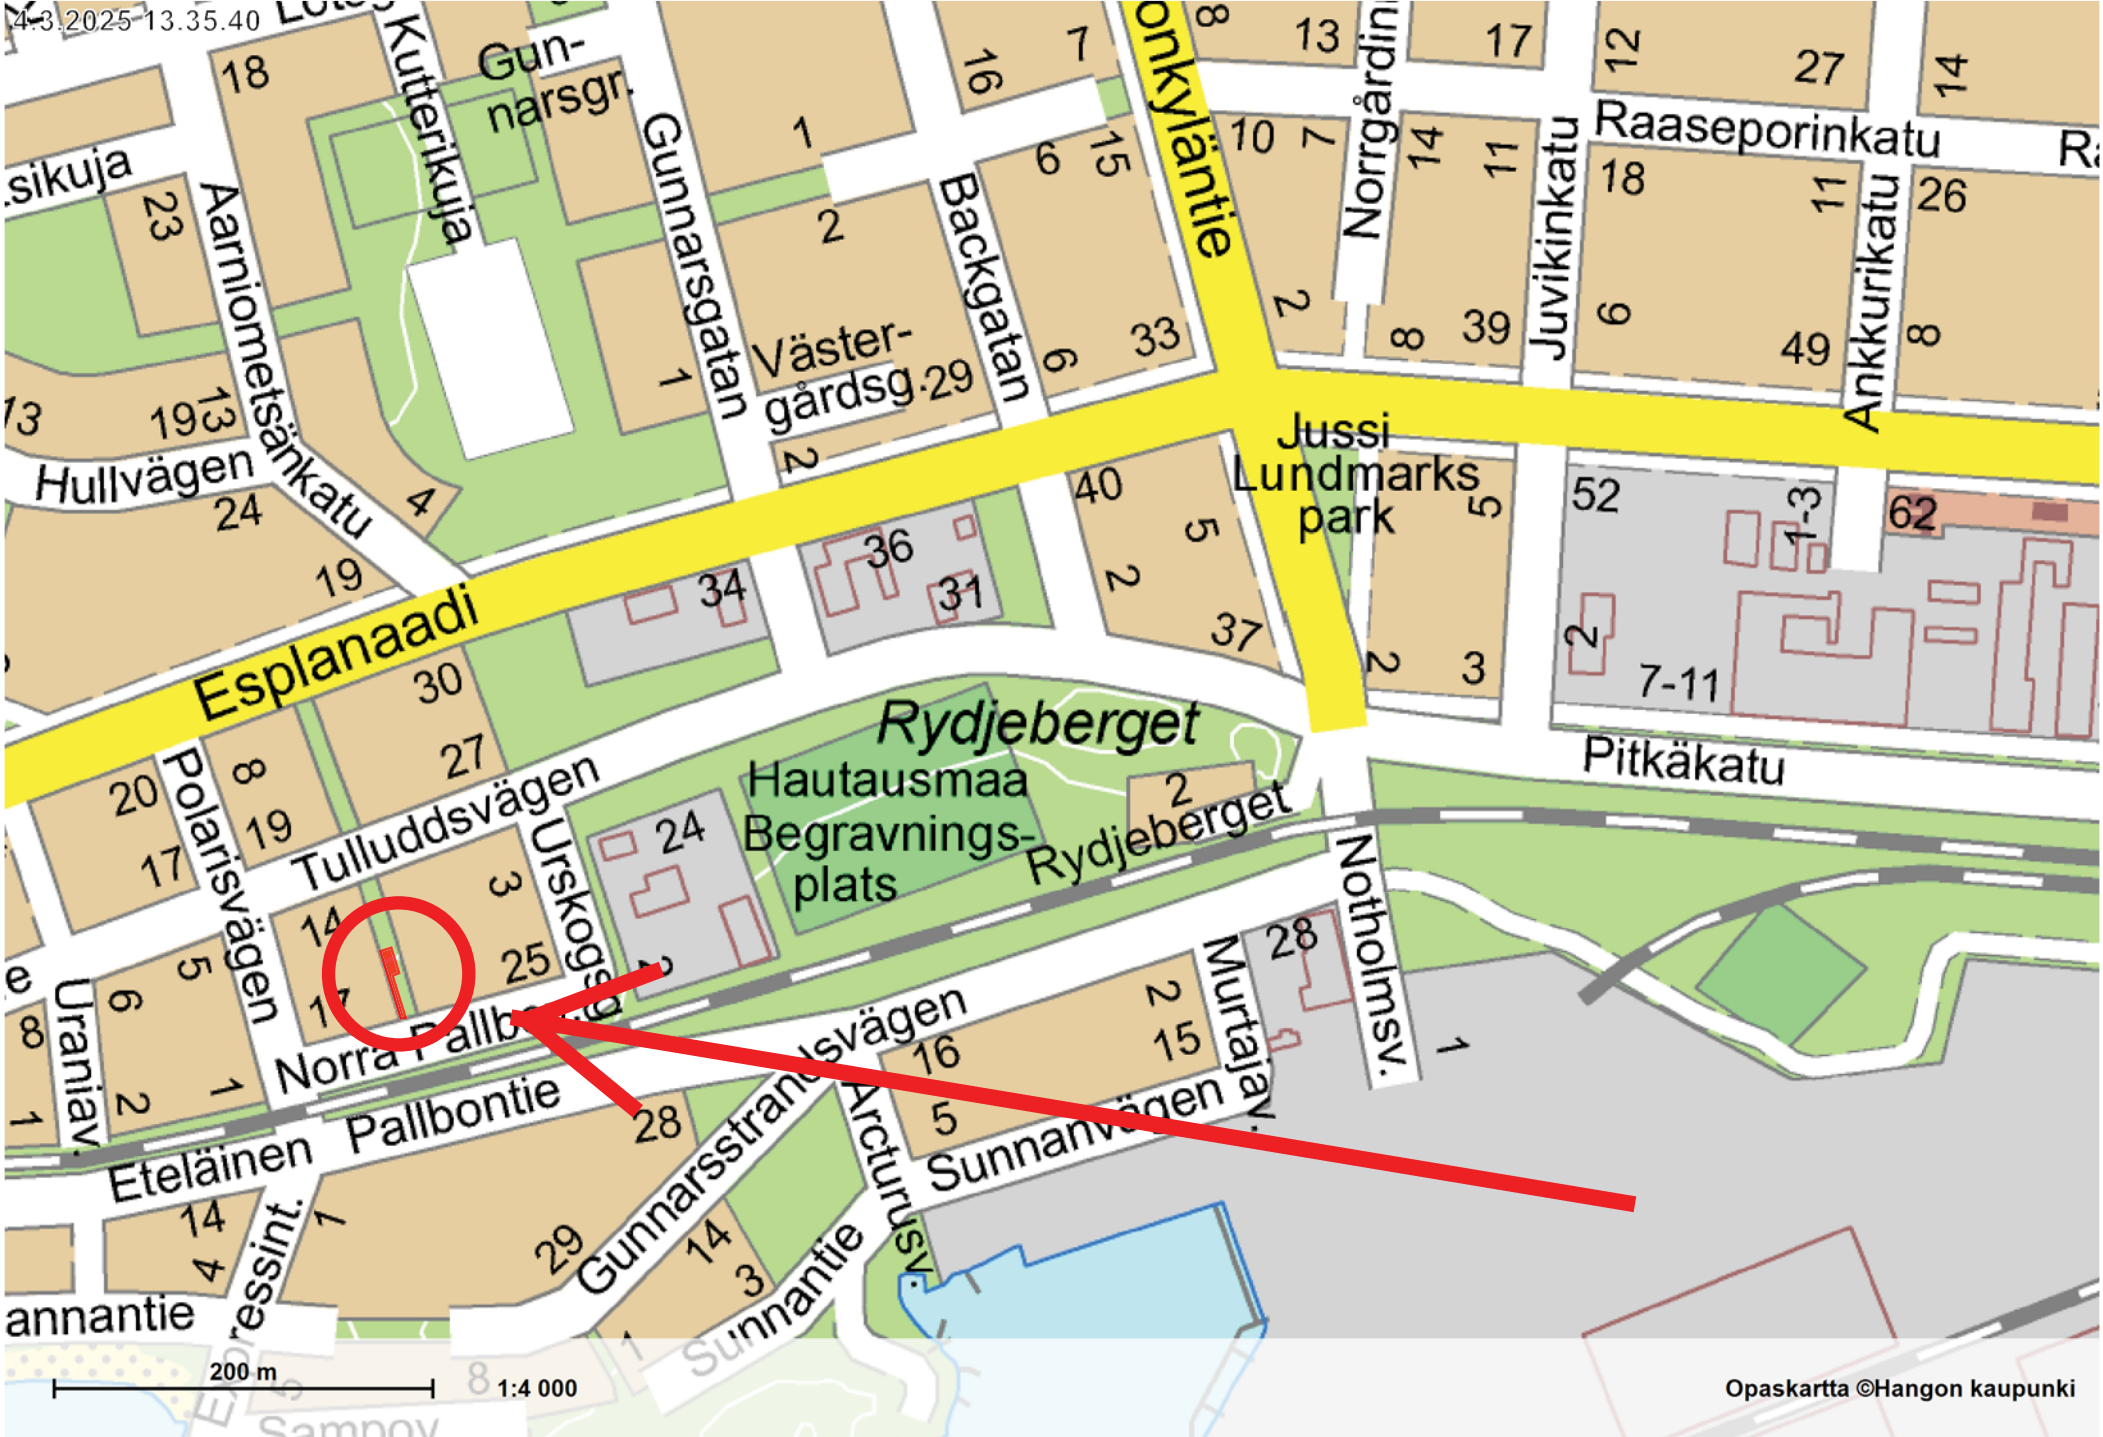 4.3.2025 13.35.40
18
Kutterikuja
Gun-
narsgr.
Gunnarsgatan
1
16
7
8
13
17
12
27
14
Raaseporinkatu
10
7
Norrgårdin
14
11
Juvikinkatu
18
11
26
23
Aarniometsänkatu
2
Backgatan
6
15
2
8
39
6
49
Ankkurikatu
8
13
19
13
Hullvägen
24
4
19
1
Väster-
gårdsg.
29
2
6
33
Jussi
Lundmarks
park
40
5
2
37
5
2
3
52
1-3
62
2
7-11
Pitkäkatu
Esplanaadi
34
36
31
30
27
8
19
20
17
Polarisvägen
Tulluddsvägen
Urskogsg.
3
25
14
17
24
Rydjeberget
Hautausmaa
Begravnings-
plats
2
Rydjeberget
Notholmsv.
28
Murtajav.
1
5
6
2
1
8
1
Uraniav.
Norra
Eteläinen
Pallbontie
28
Gunnarsstrandsvägen
16
2
15
5
Sunnanvägen
Arcturusv.
14
4
1
29
14
3
1
Sunnantie
annantie
8
5
200 m
1:4 000
Opaskartta ©Hangon kaupunki